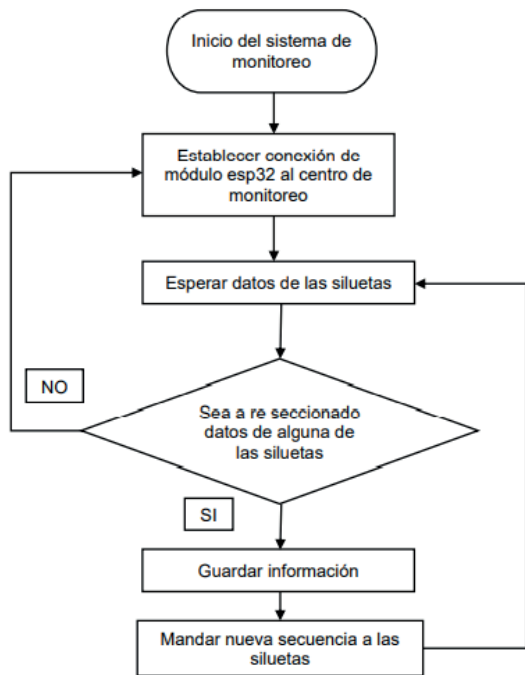 Inicio del sistema de
monitoreo
Establecer conexión de
módulo esp32 al centro de
monitoreo
Esperar datos de las siluetas
NO
Sea a re seccionado
datos de alguna de
las siluetas
SI
Guardar información
Mandar nueva secuencia a las
siluetas